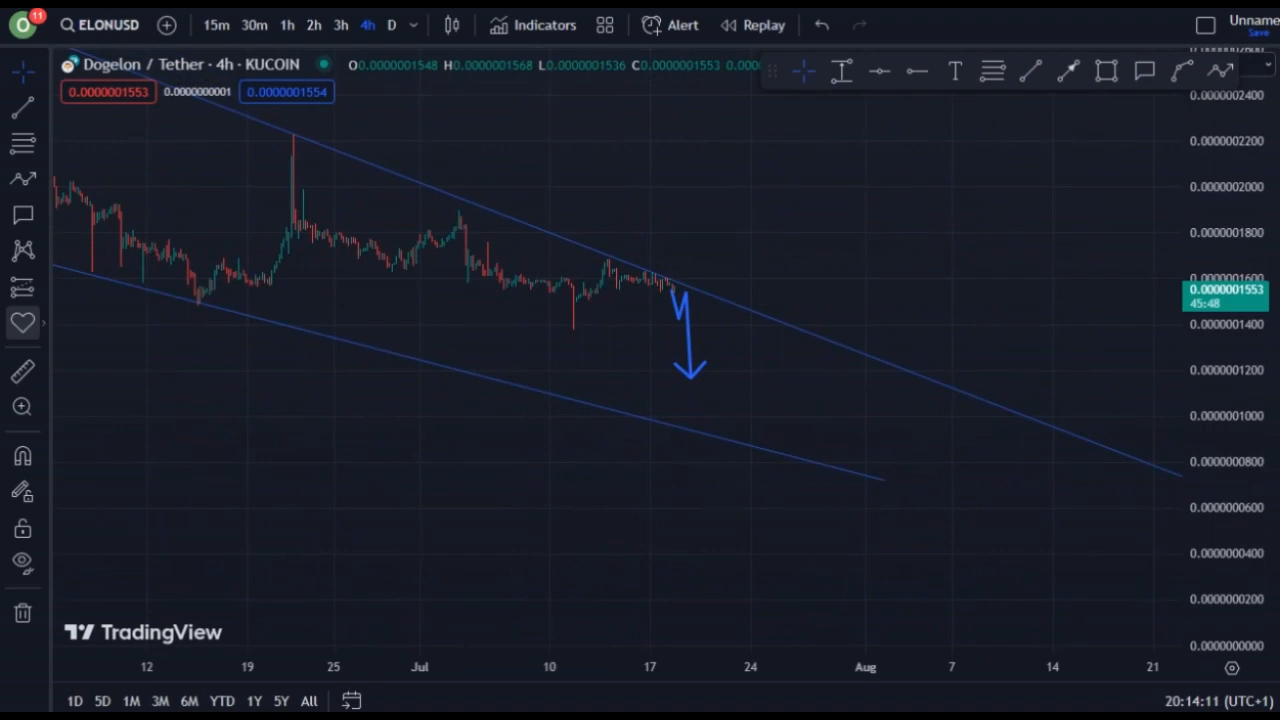 11
ELONUSD 15m 30m 1h 2h 3h 4h D Indicators Alert Replay Unname
Save
Dogelon / Tether · 4h · KUCOIN O0.0000001548 H0.0000001568 L0.0000001536 C0.0000001553
0.0000001553 0.0000000001 0.0000001554
0.0000002400
0.0000002200
0.0000002000
0.0000001800
0.0000001600
0.0000001553
45:48
0.0000001400
0.0000001200
0.0000001000
0.0000000800
0.0000000600
0.0000000400
0.0000000200
0.0000000000
TradingView
12 19 25 Jul 10 17 24 Aug 7 14 21
1D 5D 1M 3M 6M YTD 1Y 5Y All 20:14:11 (UTC+1)